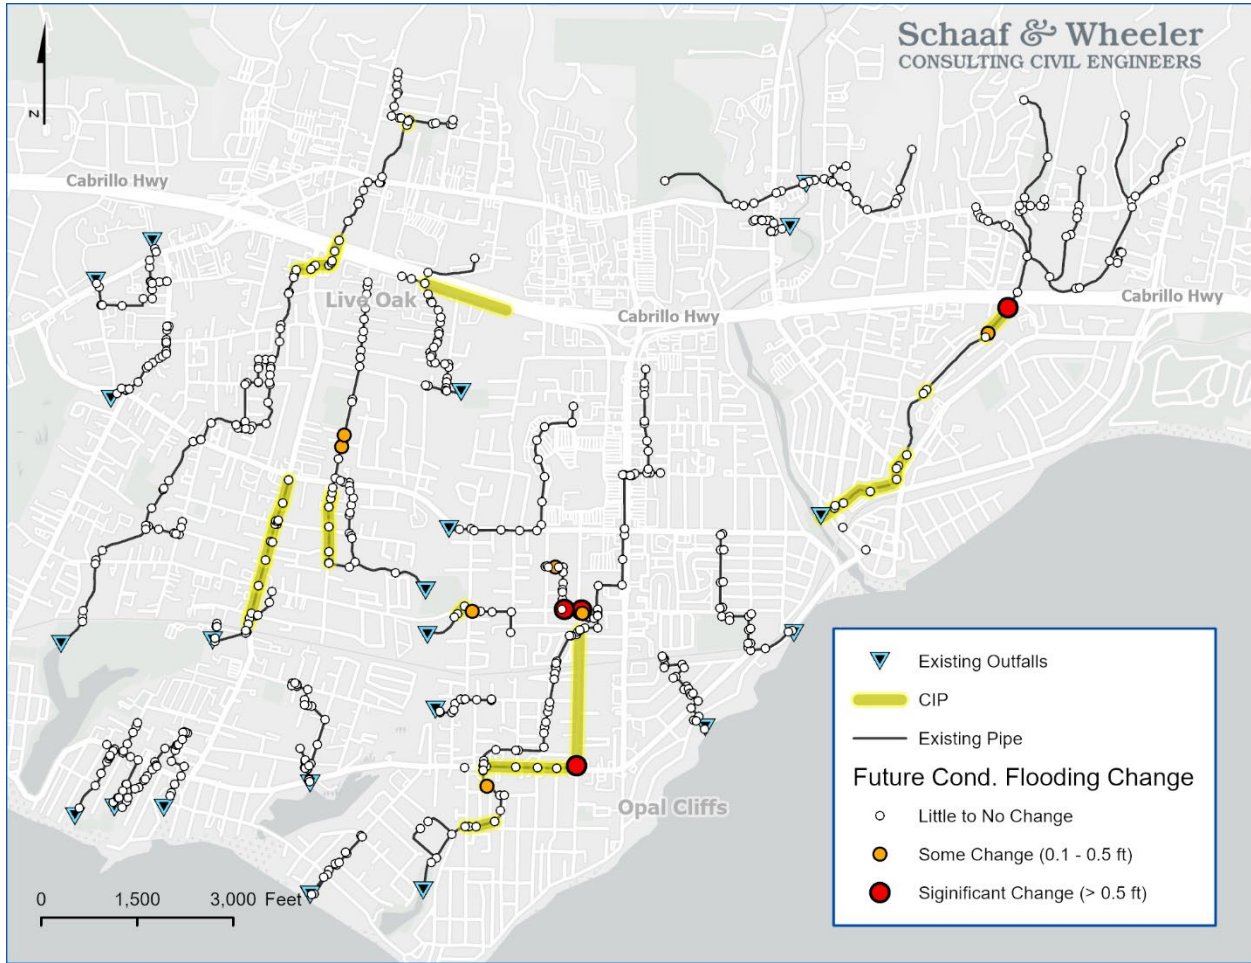 Schaaf & Wheeler
CONSULTING CIVIL ENGINEERS
N
Cabrillo Hwy
Live Oak
Cabrillo Hwy
Cabrillo Hwy
Opal Cliffs
Existing Outfalls
CIP
Existing Pipe
Future Cond. Flooding Change
Little to No Change
Some Change (0.1 - 0.5 ft)
Siginificant Change (> 0.5 ft)
0 1,500 3,000 Feet